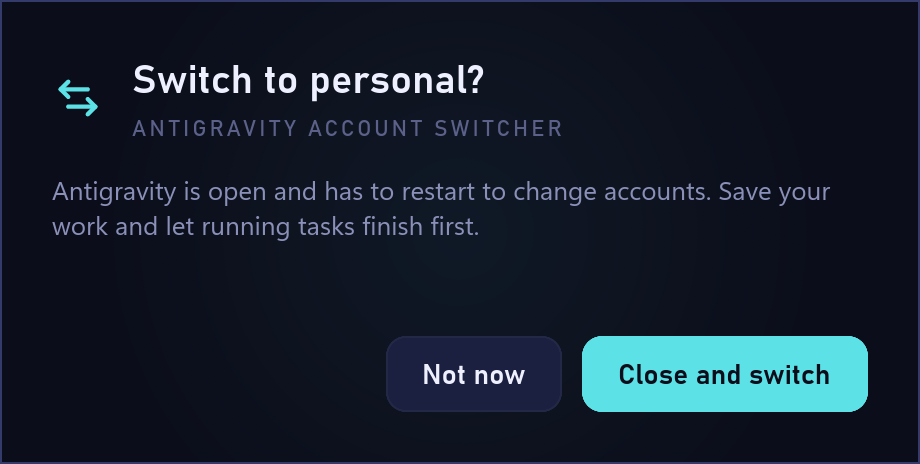 Switch to personal?
ANTIGRAVITY ACCOUNT SWITCHER
Antigravity is open and has to restart to change accounts. Save your
work and let running tasks finish first.
Not now
Close and switch